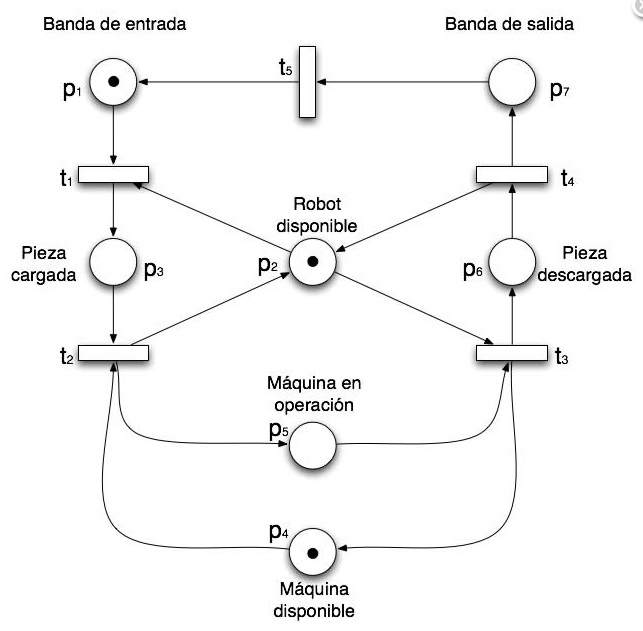 Banda de entrada
Banda de salida
t5
p1
p7
t1
t4
Robot
disponible
Pieza
cargada
p3
p2
p6
Pieza
descargada
t2
t3
Máquina en
operación
p5
p4
Máquina
disponible